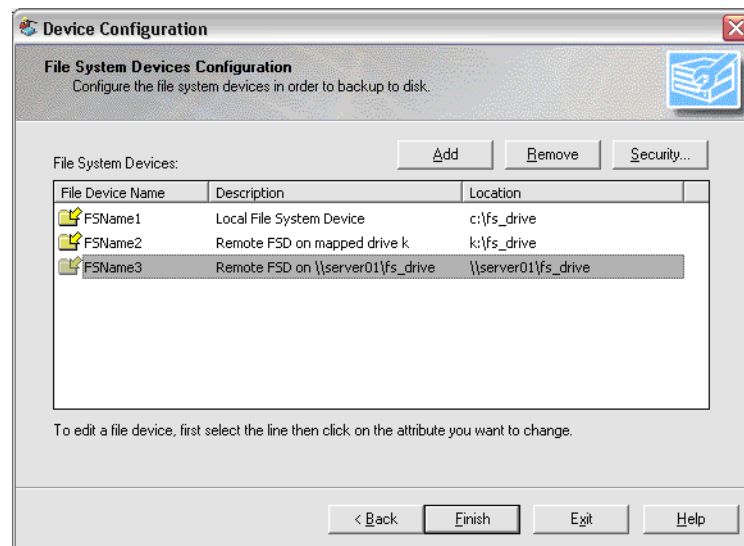 Device Configuration
File System Devices Configuration
Configure the file system devices in order to backup to disk.
File System Devices:
Add
Remove
Security...
File Device Name Description Location
FSName1 Local File System Device c:\fs_drive
FSName2 Remote FSD on mapped drive k k:\fs_drive
FSName3 Remote FSD on \\server01\fs_drive \\server01\fs_drive
To edit a file device, first select the line then click on the attribute you want to change.
< Back
Finish
Exit
Help